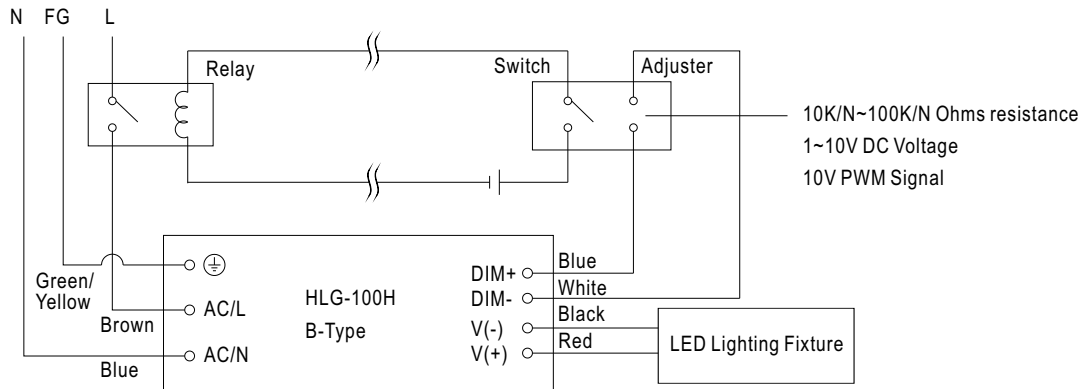 N FG L
Relay
Switch
Adjuster
10K/N~100K/N Ohms resistance
1~10V DC Voltage
10V PWM Signal
Green/
Yellow
Brown
Blue
AC/L
AC/N
HLG-100H
B-Type
DIM+
DIM-
V(-)
V(+)
Blue
White
Black
Red
LED Lighting Fixture